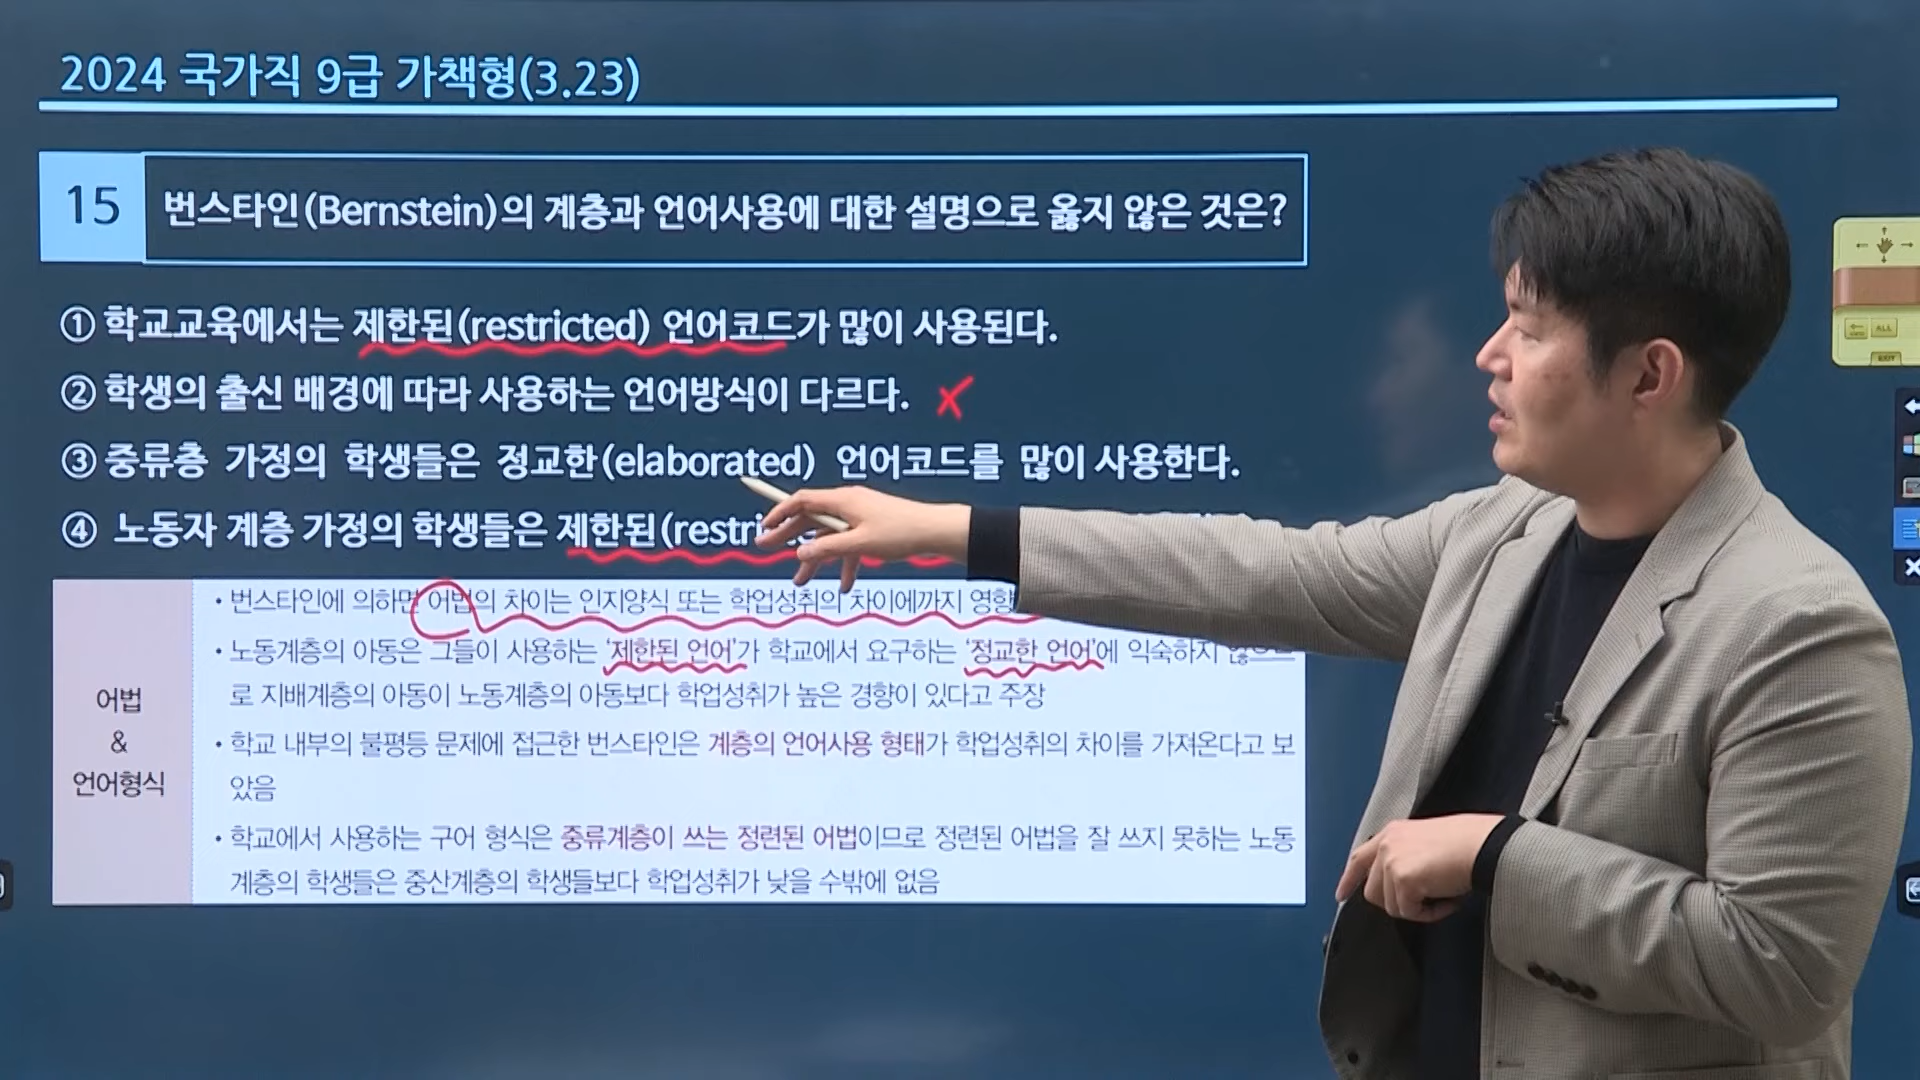 2024 국가직 9급 가책형(3.23)
15 번스타인(Bernstein)의 계층과 언어사용에 대한 설명으로 옳지 않은 것은?
① 학교교육에서는 제한된(restricted) 언어코드가 많이 사용된다.
② 학생의 출신 배경에 따라 사용하는 언어방식이 다르다.
③ 중류층 가정의 학생들은 정교한(elaborated) 언어코드를 많이 사용한다.
④ 노동자 계층 가정의 학생들은
어법
&
언어형식
• 번스타인에 의하면 어법의 차이는 인지양식 또는 학업성취의 차이에까지
• 노동계층의 아동은 그들이 사용하는 '제한된 언어'가 학교에서 요구하는 '정교한 언어'에 익숙하지
로 지배계층의 아동이 노동계층의 아동보다 학업성취가 높은 경향이 있다고 주장
• 학교 내부의 불평등 문제에 접근한 번스타인은 계층의 언어사용 형태가 학업성취의 차이를 가져온다고 보
았음
• 학교에서 사용하는 구어 형식은 중류계층이 쓰는 정련된 어법이므로 정련된 어법을 잘 쓰지 못하는 노동
계층의 학생들은 중산계층의 학생들보다 학업성취가 낮을 수밖에 없음
ALL
EXIT